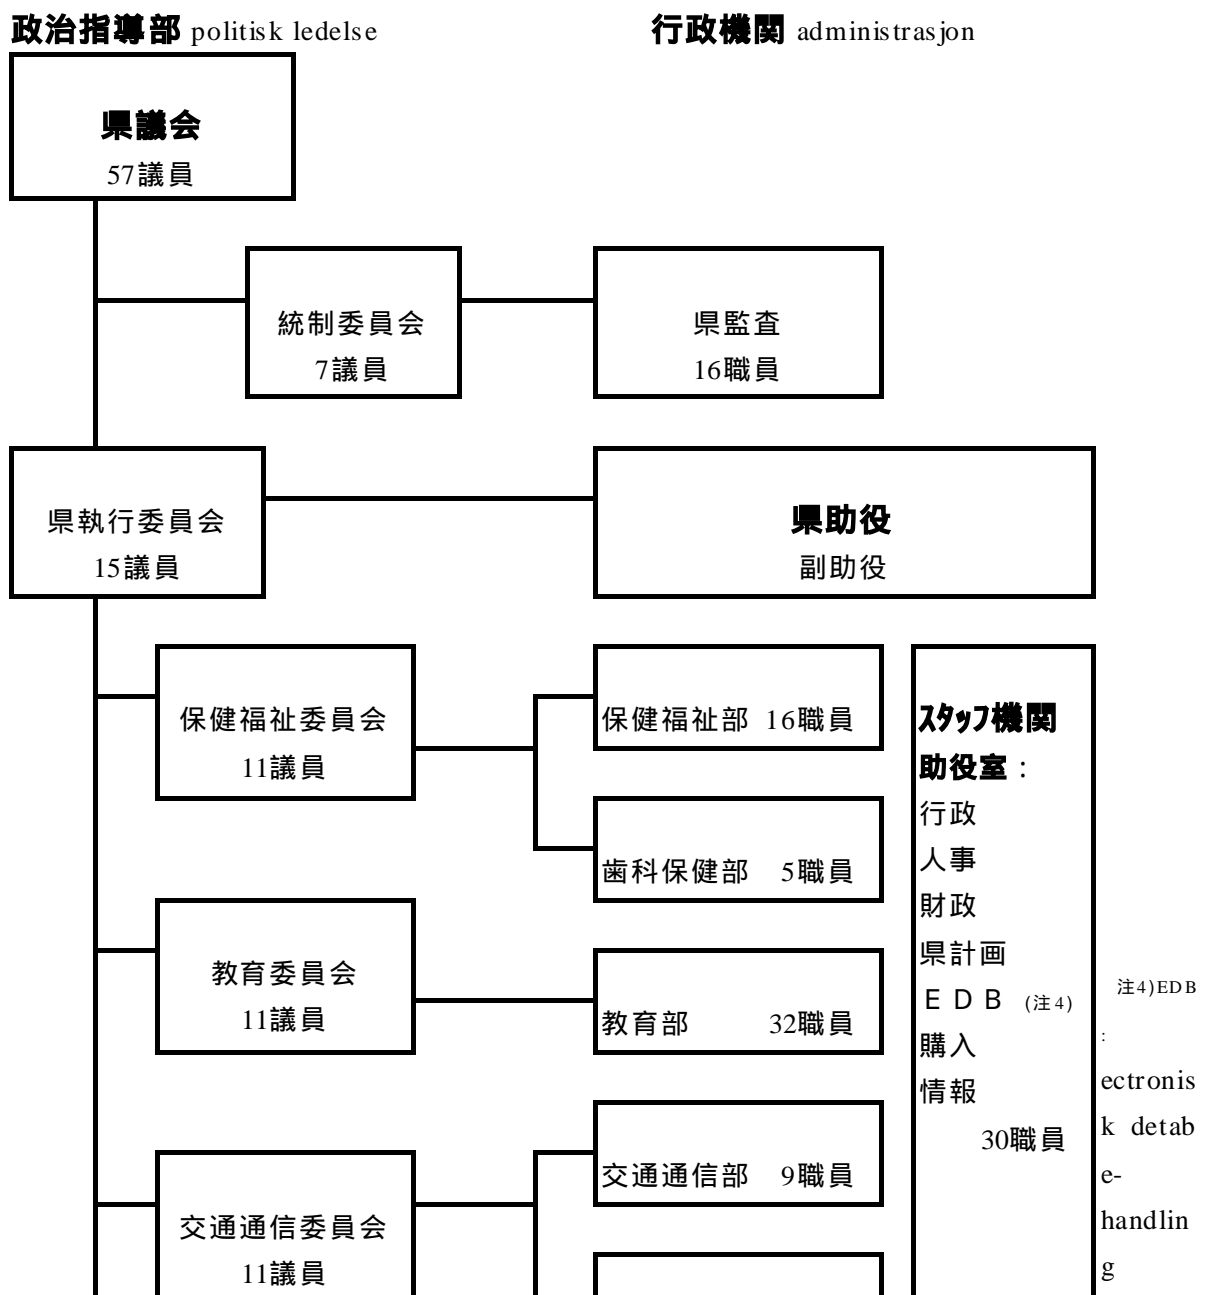 政治指導部 politisk ledelse
行政機関 administrasjon
県議会
57議員
統制委員会
7議員
県監査
16職員
県執行委員会
15議員
県助役
副助役
保健福祉委員会
11議員
保健福祉部 16職員
歯科保健部 5職員
教育委員会
11議員
教育部 32職員
交通通信委員会
11議員
交通通信部 9職員
スタッフ機関
助役室:
行政
人事
財政
県計画
EDB (注4)
購入
情報
30職員
注4)EDB
:
ectronis
k detab
e-
handlin
g